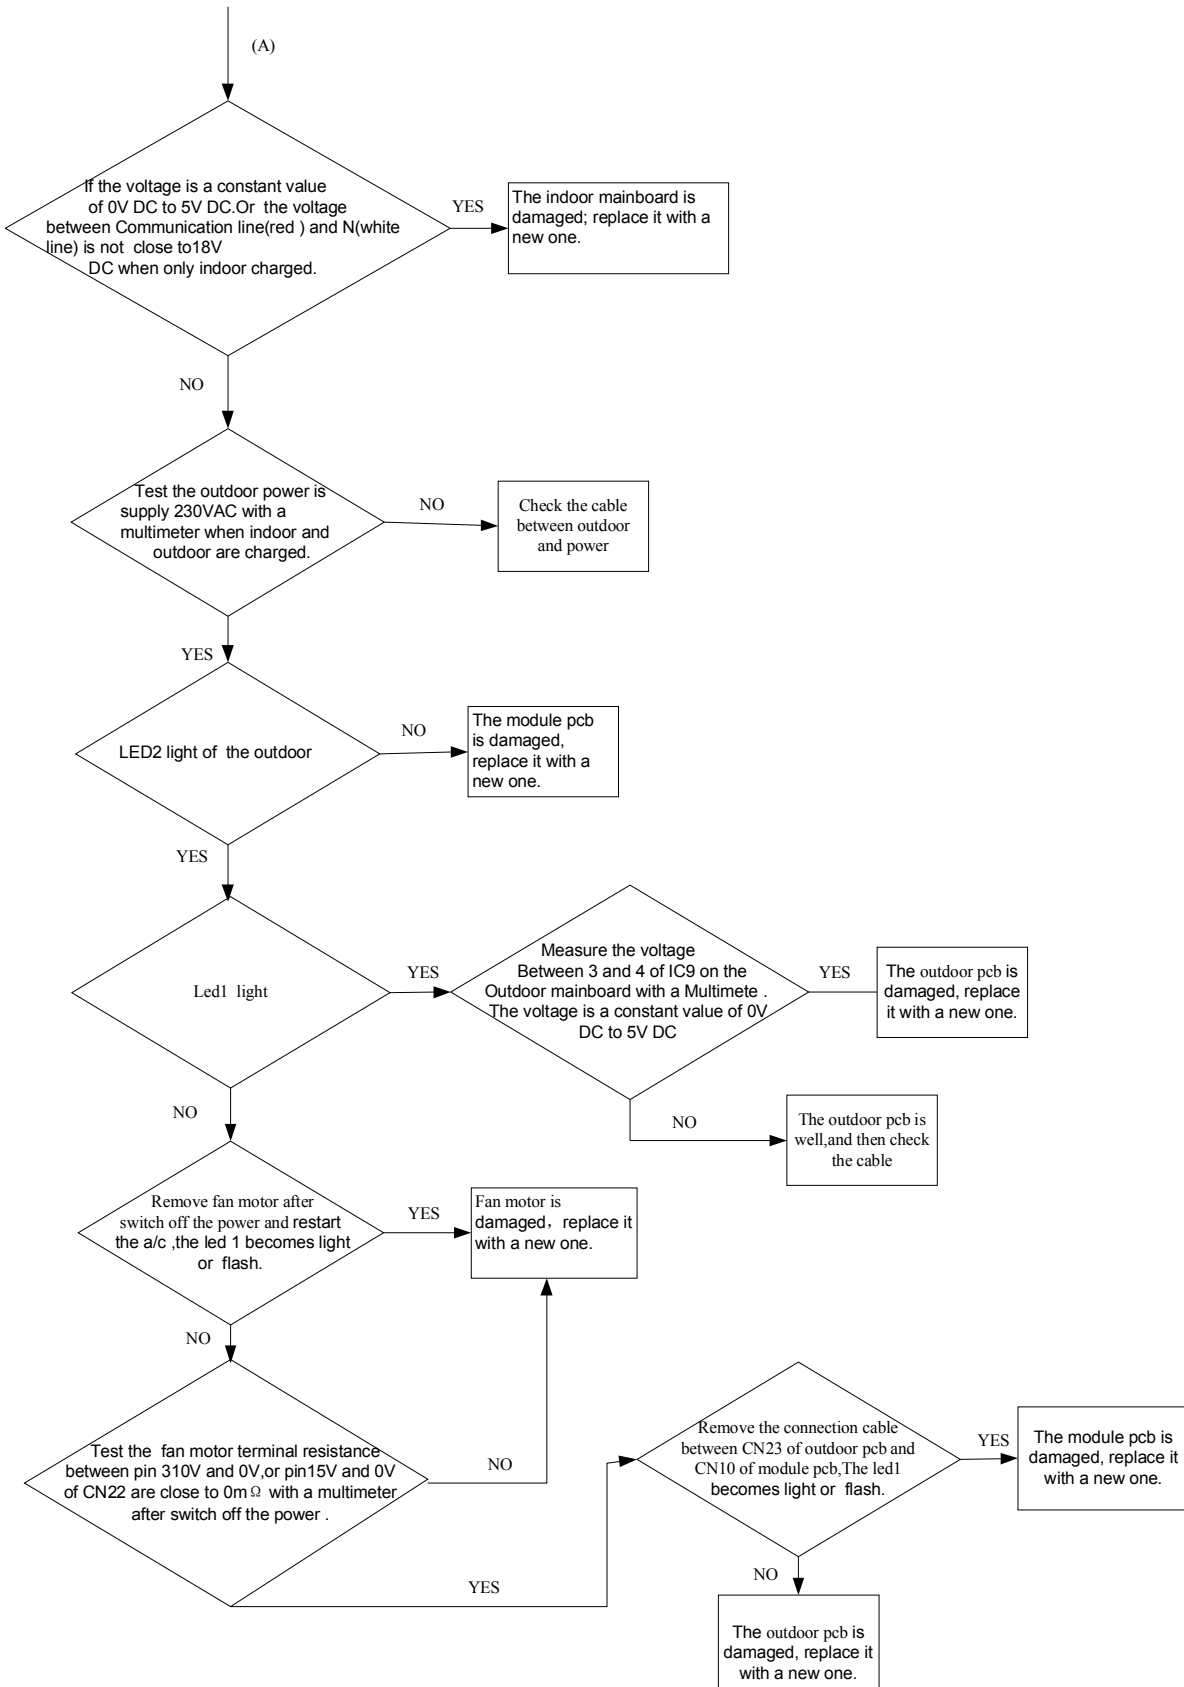 (A)
If the voltage is a constant value
of 0V DC to 5V DC.Or the voltage
between Communication line(red ) and N(white
line) is not close to18V
DC when only indoor charged.
YES
The indoor mainboard is
damaged; replace it with a
new one.
NO
Test the outdoor power is
supply 230VAC with a
multimeter when indoor and
outdoor are charged.
NO
Check the cable
between outdoor
and power
YES
LED2 light of the outdoor
NO
The module pcb
is damaged,
replace it with a
new one.
YES
Led1 light
YES
Measure the voltage
Between 3 and 4 of IC9 on the
Outdoor mainboard with a Multimete .
The voltage is a constant value of 0V
DC to 5V DC
YES
The outdoor pcb is
damaged, replace
it with a new one.
NO
The outdoor pcb is
well,and then check
the cable
NO
Remove fan motor after
switch off the power and restart
the a/c ,the led 1 becomes light
or flash.
YES
Fan motor is
damaged，replace it
with a new one.
NO
Test the fan motor terminal resistance
between pin 310V and 0V,or pin15V and 0V
of CN22 are close to 0mΩ with a multimeter
after switch off the power .
NO
YES
Remove the connection cable
between CN23 of outdoor pcb and
CN10 of module pcb,The led1
becomes light or flash.
YES
The module pcb is
damaged, replace it
with a new one.
NO
The outdoor pcb is
damaged, replace it
with a new one.